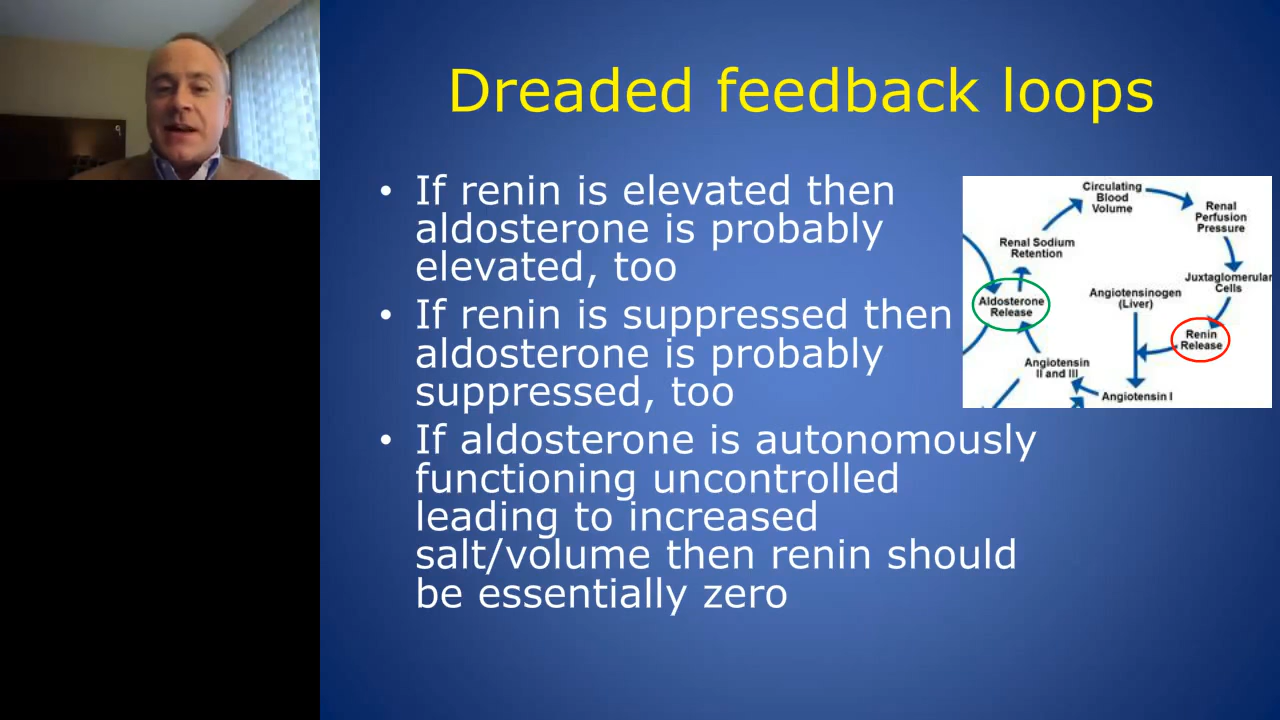 Dreaded feedback loops
• If renin is elevated then
aldosterone is probably
elevated, too
• If renin is suppressed then
aldosterone is probably
suppressed, too
• If aldosterone is autonomously
functioning uncontrolled
leading to increased
salt/volume then renin should
be essentially zero
Circulating
Blood
Volume
Renal
Perfusion
Pressure
Renal Sodium
Retention
Juxtaglomerular
Cells
Angiotensinogen
(Liver)
Aldosterone
Release
Renin
Release
Angiotensin
II and III
Angiotensin I